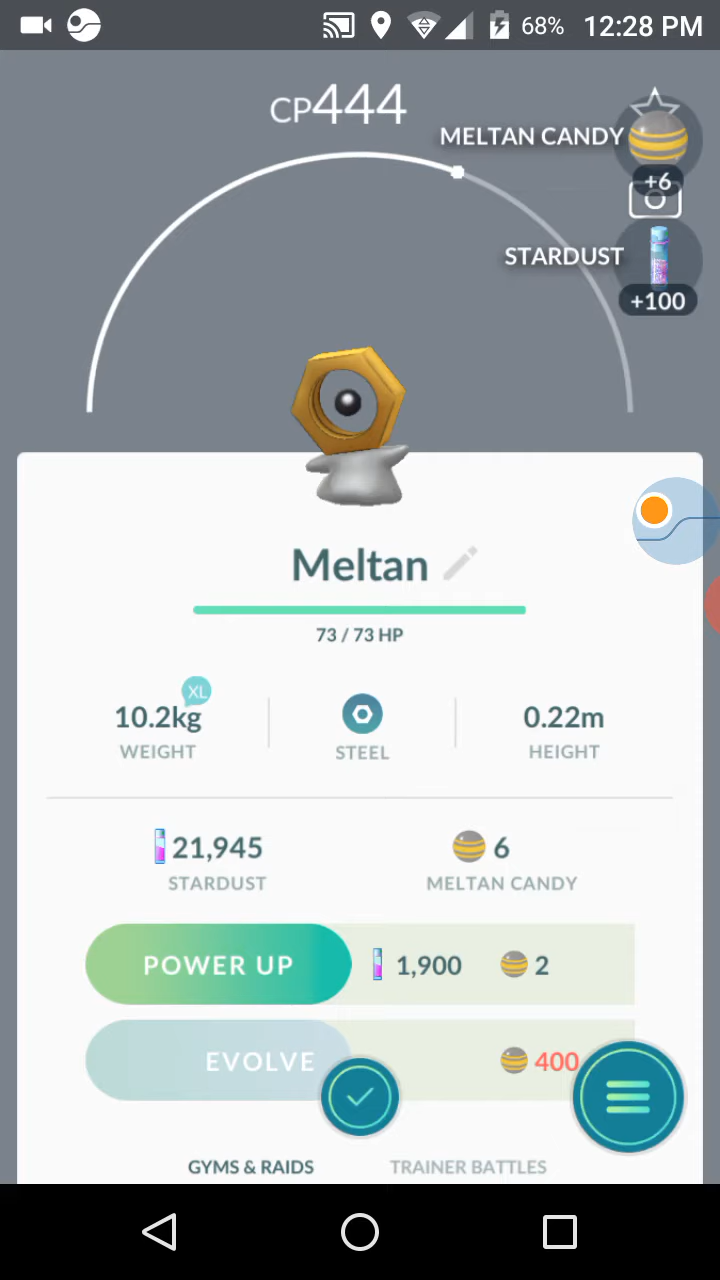 68% 12:28 PM
CP444
MELTAN CANDY
+6
STARDUST
+100
Meltan
73 / 73 HP
XL
10.2kg
WEIGHT
STEEL
0.22m
HEIGHT
21,945
STARDUST
6
MELTAN CANDY
POWER UP 1,900 2
EVOLVE 400
GYMS & RAIDS TRAINER BATTLES